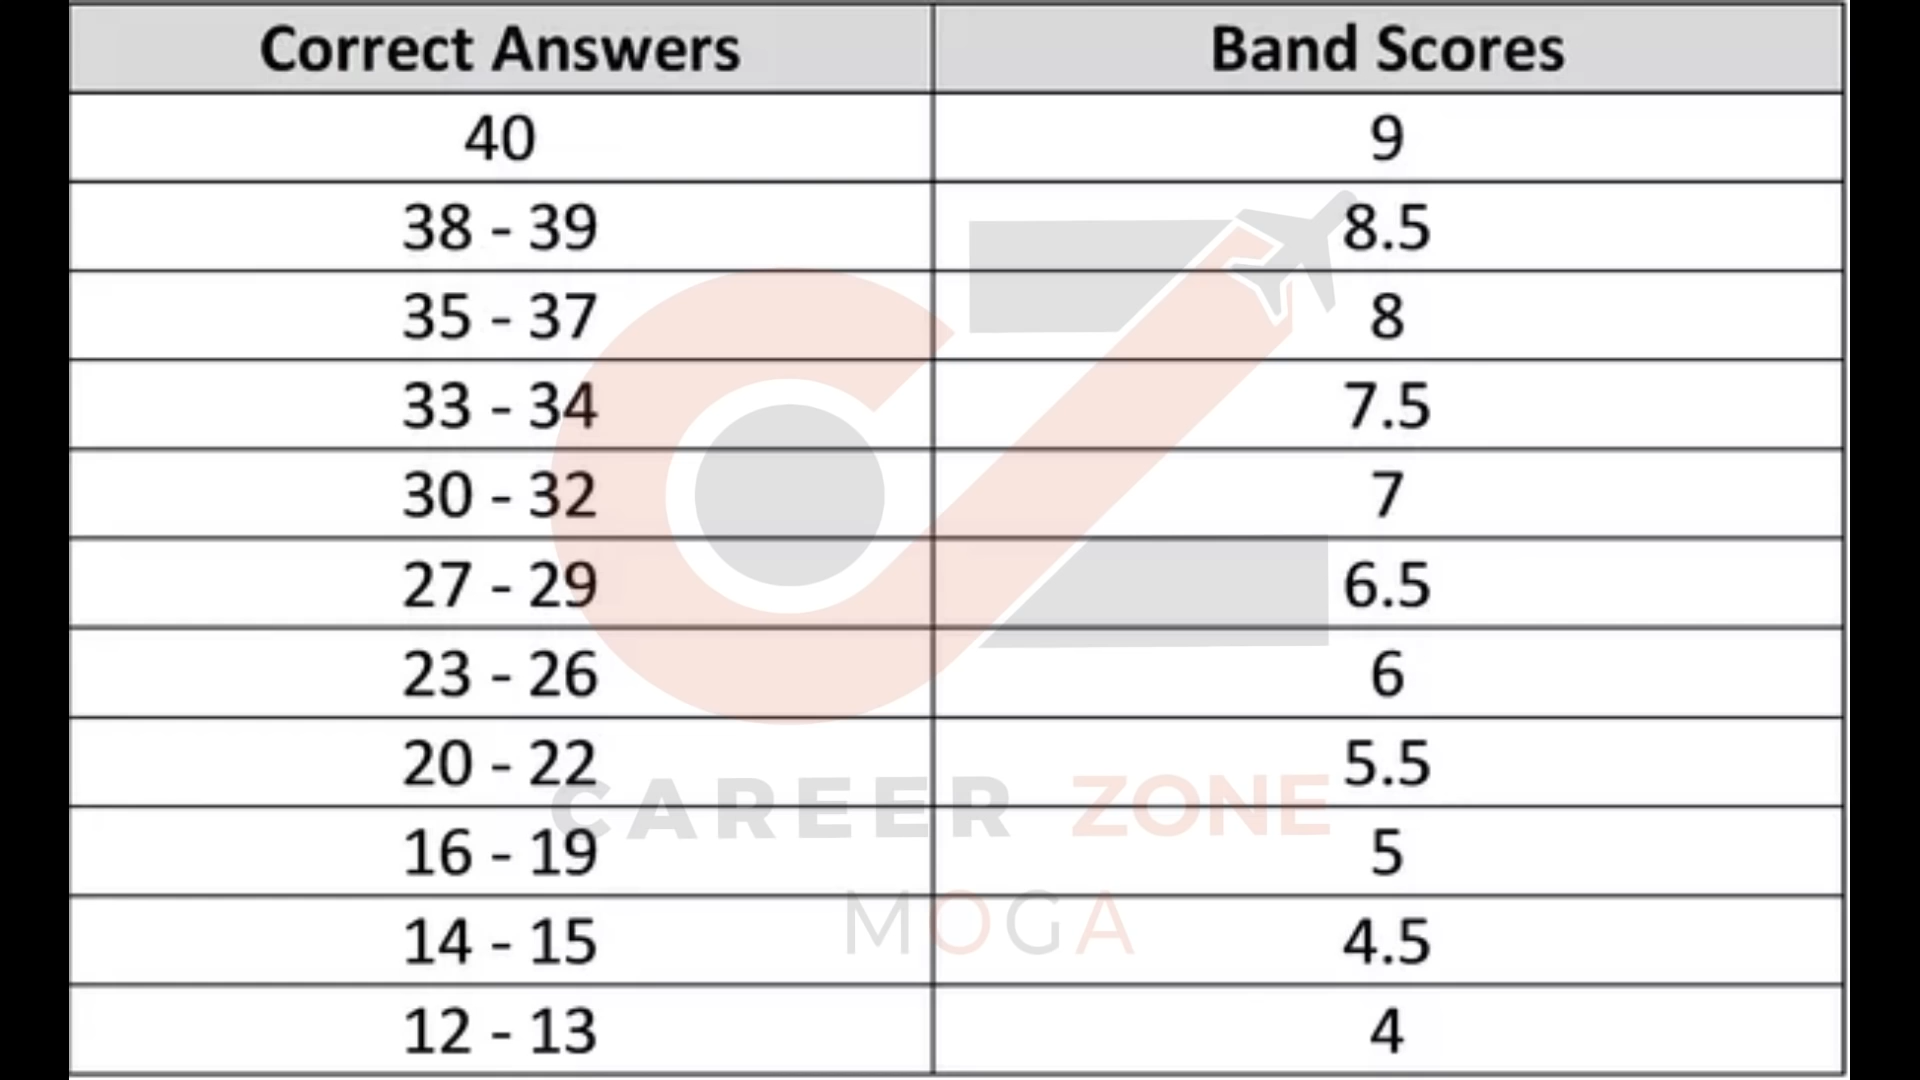 Correct Answers Band Scores
40 9
38 - 39 8.5
35 - 37 8
33 - 34 7.5
30 - 32 7
27 - 29 6.5
23 - 26 6
20 - 22 5.5
CAREER ZONE
16 - 19 5
MOGA
14 - 15 4.5
12 - 13 4